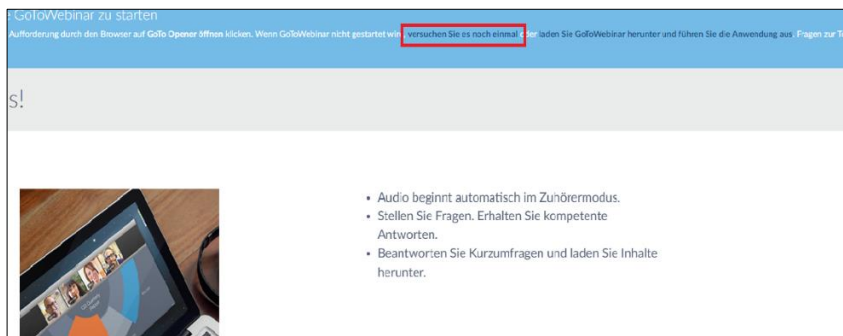 GoToWebinar zu starten
Aufforderung durch den Browser auf GoTo Opener öffnen klicken. Wenn GoToWebinar nicht gestartet wird, versuchen Sie es noch einmal oder laden Sie GoToWebinar herunter und führen Sie die Anwendung aus. Fragen zur
s!
• Audio beginnt automatisch im Zuhörermodus.
• Stellen Sie Fragen. Erhalten Sie kompetente
Antworten.
• Beantworten Sie Kurzumfragen und laden Sie Inhalte
herunter.